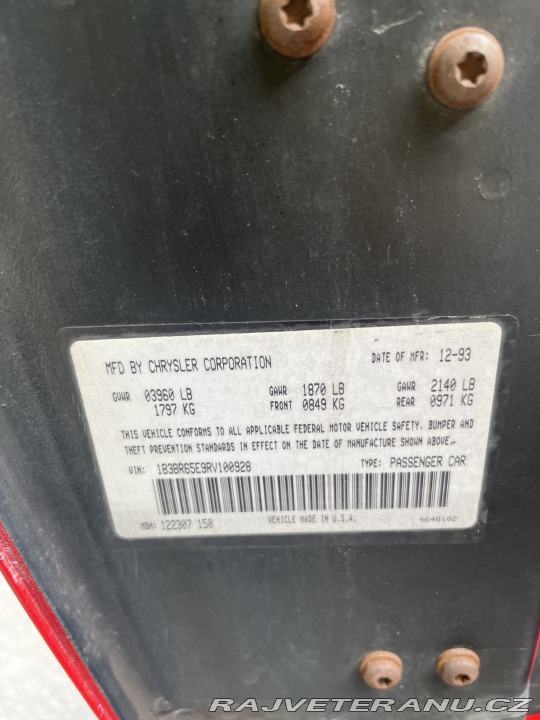 MFD BY CHRYSLER CORPORATION DATE OF MFR: 12-93
GVWR 03960 LB GAWR 1870 LB GAWR 2140 LB
1797 KG FRONT 0849 KG REAR 0971 KG
THIS VEHICLE CONFORMS TO ALL APPLICABLE FEDERAL MOTOR VEHICLE SAFETY, BUMPER AND
THEFT PREVENTION STANDARDS IN EFFECT ON THE DATE OF MANUFACTURE SHOWN ABOVE.
VIN: 1B3BR65E9RV100928 TYPE: PASSENGER CAR
MDH: 122307 150 VEHICLE MADE IN U.S.A. 4648102
RAJVETERANU.CZ